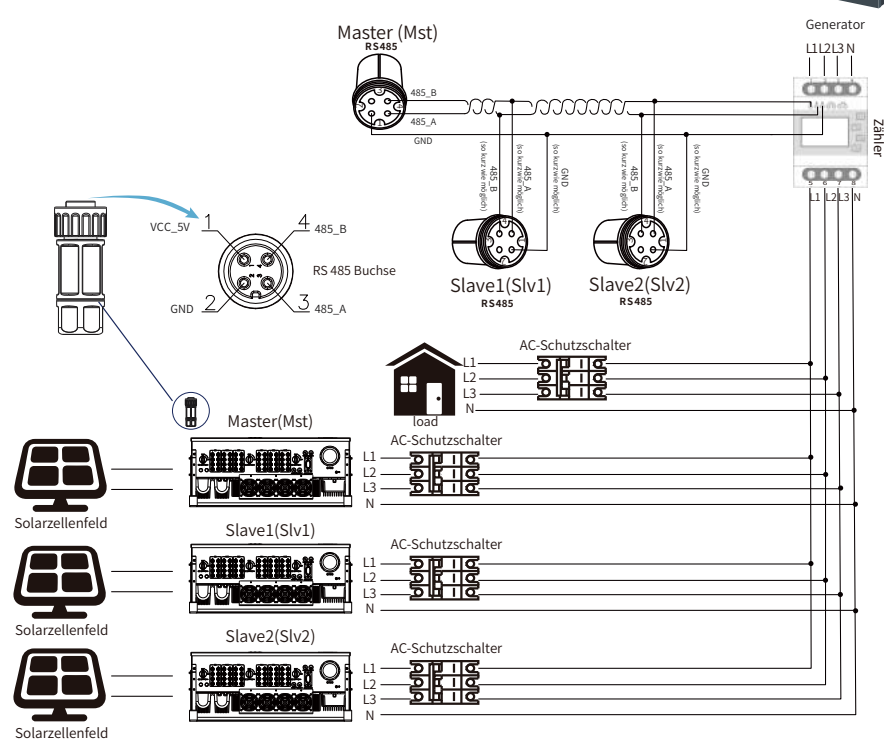 Generator
L1 L2 L3 N
Master (Mst)
RS485
485_B
485_A
GND
Zähler
485_B
(so kurz wie möglich)
485_A
(so kurz wie möglich)
GND
(so kurz wie möglich)
485_B
(so kurz wie möglich)
485_A
(so kurz wie möglich)
GND
(so kurz wie möglich)
5 6 7 8
L1 L2 L3 N
Slave1(Slv1)
RS485
Slave2(Slv2)
RS485
VCC_5V
1
4
485_B
RS 485 Buchse
GND
2
3
485_A
AC-Schutzschalter
L1
L2
L3
N
load
Master(Mst)
AC-Schutzschalter
L1
L2
L3
N
Solarzellenfeld
Slave1(Slv1)
AC-Schutzschalter
L1
L2
L3
N
Solarzellenfeld
Slave2(Slv2)
AC-Schutzschalter
L1
L2
L3
N
Solarzellenfeld